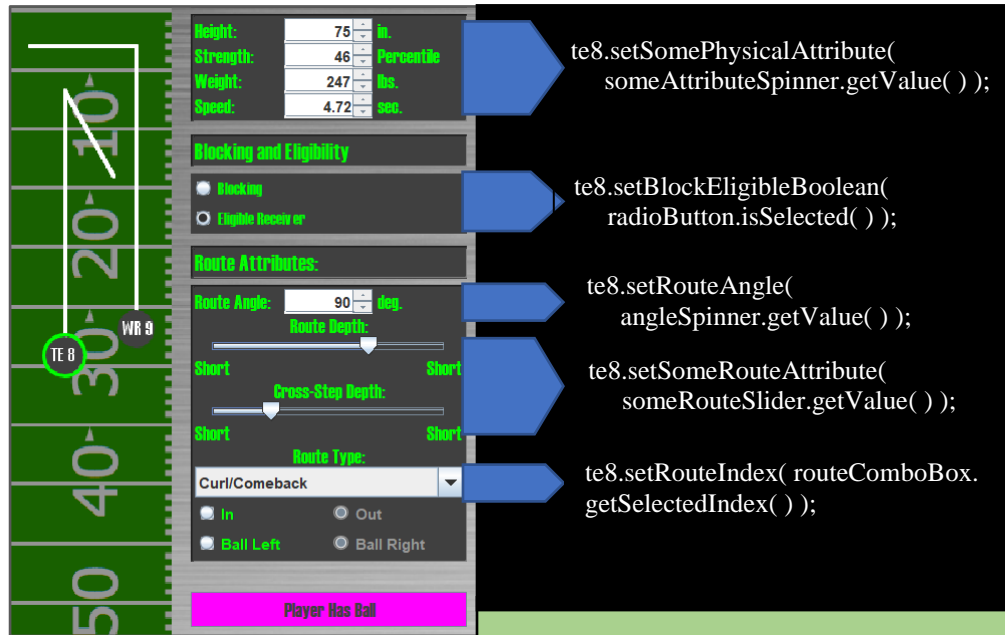 Height: 75 in.
Strength: 46 Percentile
Weight: 247 lbs.
Speed: 4.72 sec.
te8.setSomePhysicalAttribute(
someAttributeSpinner.getValue( ) );
Blocking and Eligibility
Blocking
Eligible Receiver
te8.setBlockEligibleBoolean(
radioButton.isSelected( ) );
Route Attributes:
Route Angle: 90 deg.
te8.setRouteAngle(
angleSpinner.getValue( ) );
Route Depth:
Short Short
Cross-Step Depth:
Short Short
te8.setSomeRouteAttribute(
someRouteSlider.getValue( ) );
Route Type:
Curl/Comeback
te8.setRouteIndex( routeComboBox.
getSelectedIndex( ) );
In Out
Ball Left Ball Right
Player Has Ball
10
20
30
40
50
WR 9
TE 8